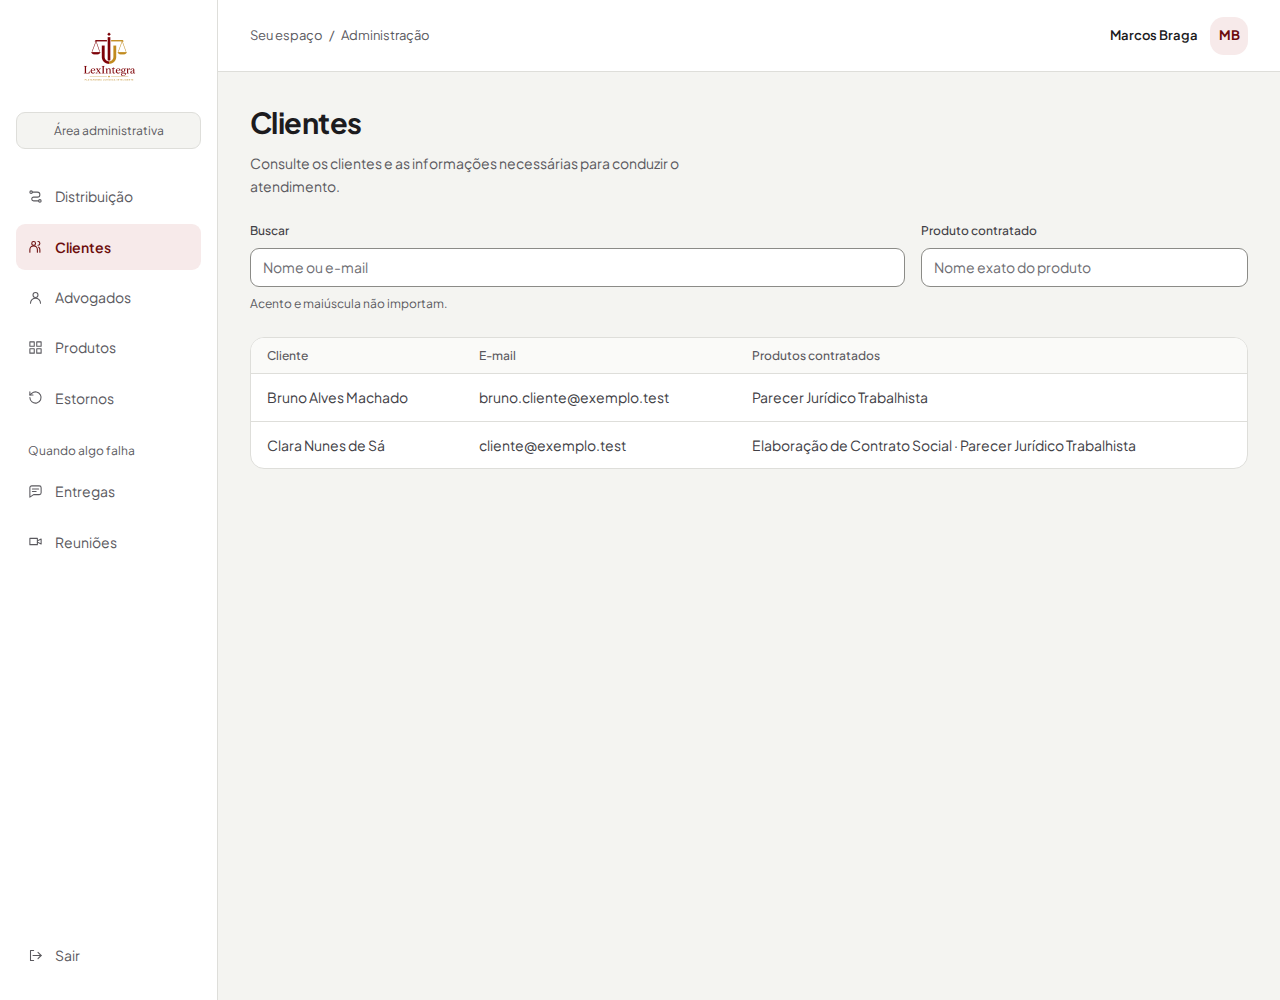 LexIntegra
Área administrativa
Distribuição
Clientes
Advogados
Produtos
Estornos
Quando algo falha
Entregas
Reuniões
Sair
Seu espaço / Administração
Marcos Braga MB
Clientes
Consulte os clientes e as informações necessárias para conduzir o
atendimento.
Buscar Produto contratado
Nome ou e-mail Nome exato do produto
Acento e maiúscula não importam.
Cliente E-mail Produtos contratados
Bruno Alves Machado bruno.cliente@exemplo.test Parecer Jurídico Trabalhista
Clara Nunes de Sá cliente@exemplo.test Elaboração de Contrato Social · Parecer Jurídico Trabalhista